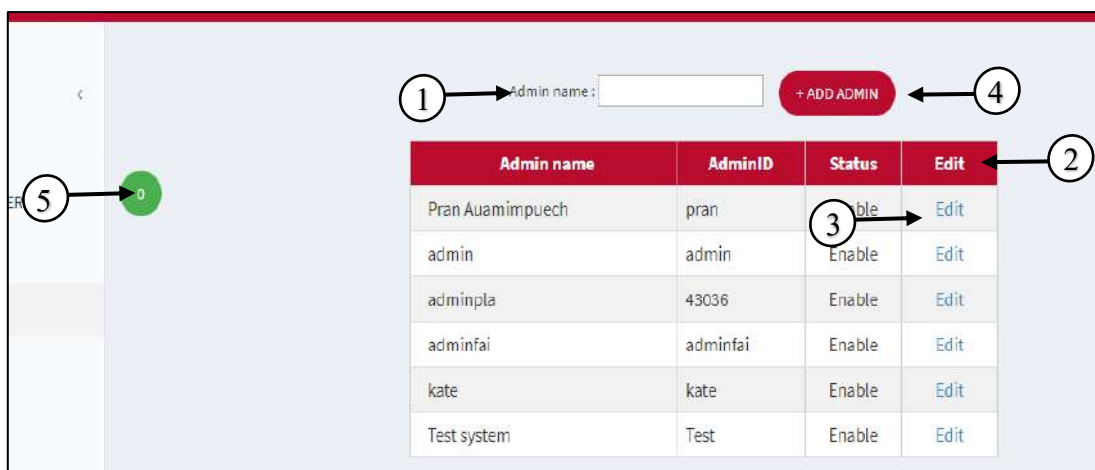 1 Admin name : + ADD ADMIN 4
Admin name AdminID Status Edit 2
5 0
Pran Auamimpuech pran Edit
3
admin admin Enable Edit
adminpla 43036 Enable Edit
adminfai adminfai Enable Edit
kate kate Enable Edit
Test system Test Enable Edit